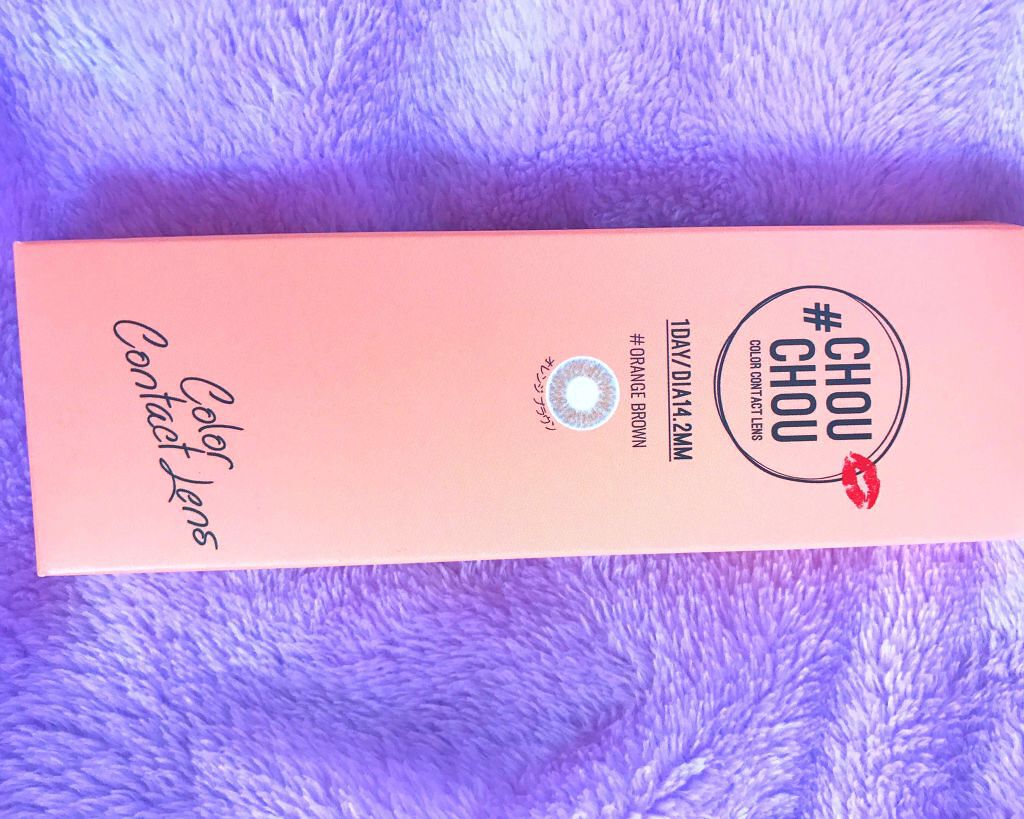 #CHOU
CHOU
COLOR CONTACT LENS
1DAY/DIA14.2MM
#ORANGE BROWN
オレンジブラウン
Color
Contact Lens